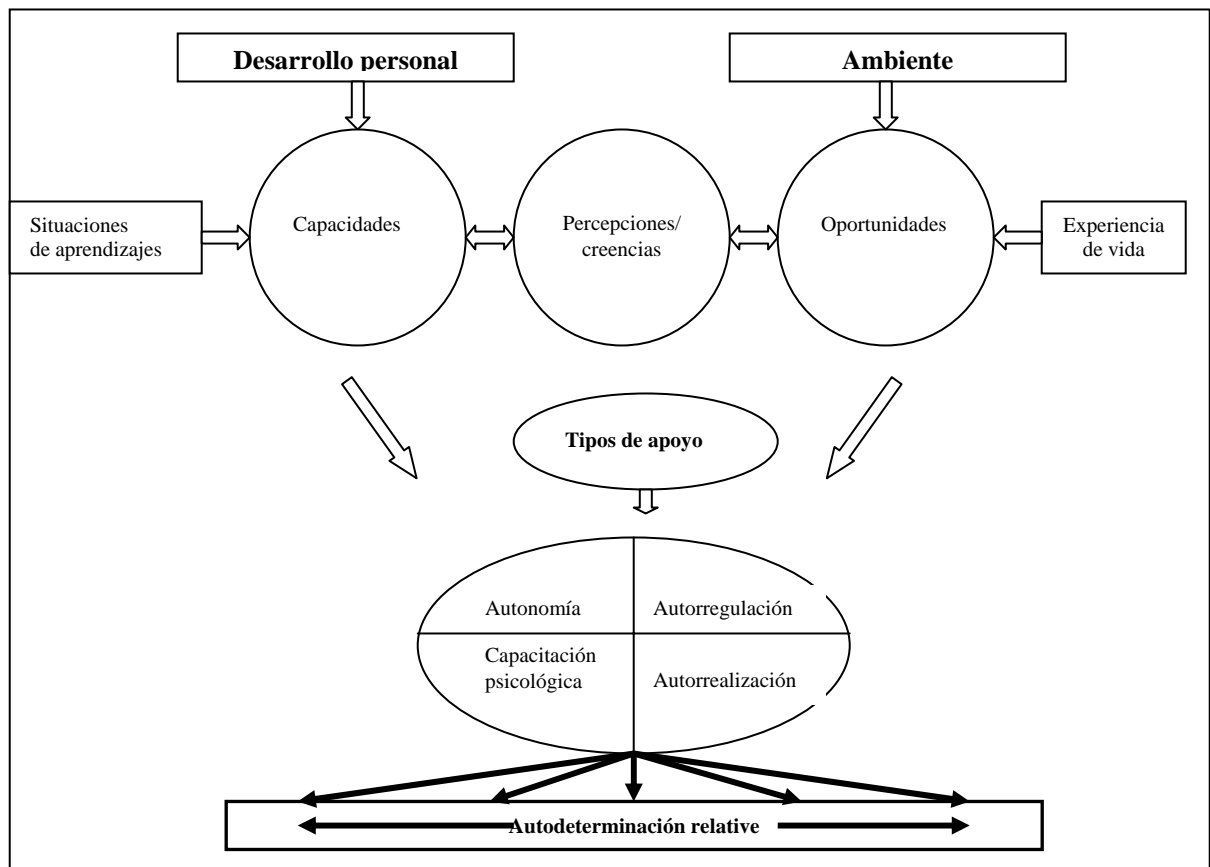 Desarrollo personal
Ambiente
Situaciones
de aprendizajes
Capacidades
Percepciones/
creencias
Oportunidades
Experiencia
de vida
Tipos de apoyo
Autonomía
Autorregulación
Capacitación
psicológica
Autorrealización
Autodeterminación relative